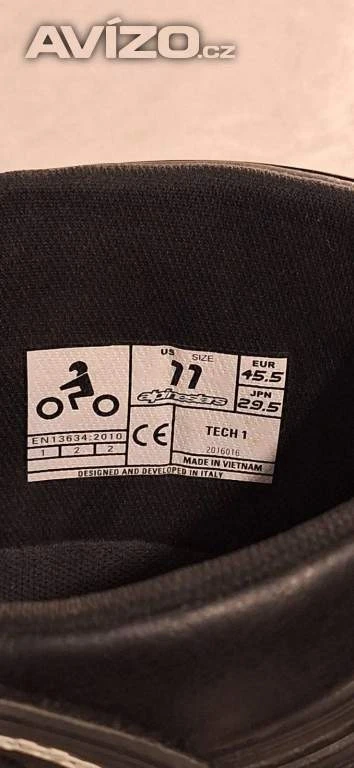 AVÍZO.cz
US SIZE
11
alpinestars
EUR
45.5
JPN
29.5
EN13634:2010
1 2 2
CE
TECH 1
2016016
MADE IN VIETNAM
DESIGNED AND DEVELOPED IN ITALY